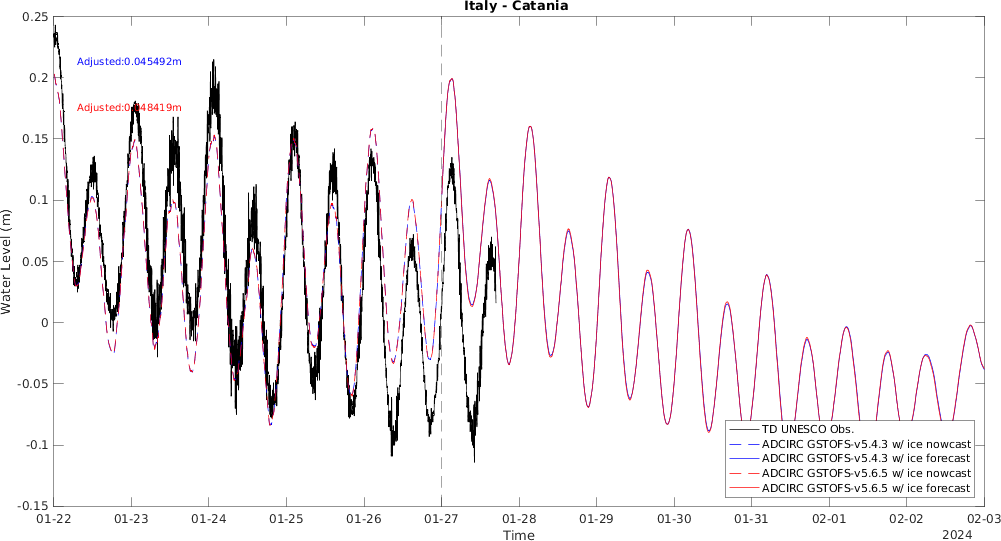 Italy - Catania
Water Level (m)
0.25
0.2
0.15
0.1
0.05
0
-0.05
-0.1
-0.15
Adjusted:0.045492m
Adjusted:0.048419m
TD UNESCO Obs.
ADCIRC GSTOFS-v5.4.3 w/ ice nowcast
ADCIRC GSTOFS-v5.4.3 w/ ice forecast
ADCIRC GSTOFS-v5.6.5 w/ ice nowcast
ADCIRC GSTOFS-v5.6.5 w/ ice forecast
01-22 01-23 01-24 01-25 01-26 01-27 01-28 01-29 01-30 01-31 02-01 02-02 02-03
Time
2024